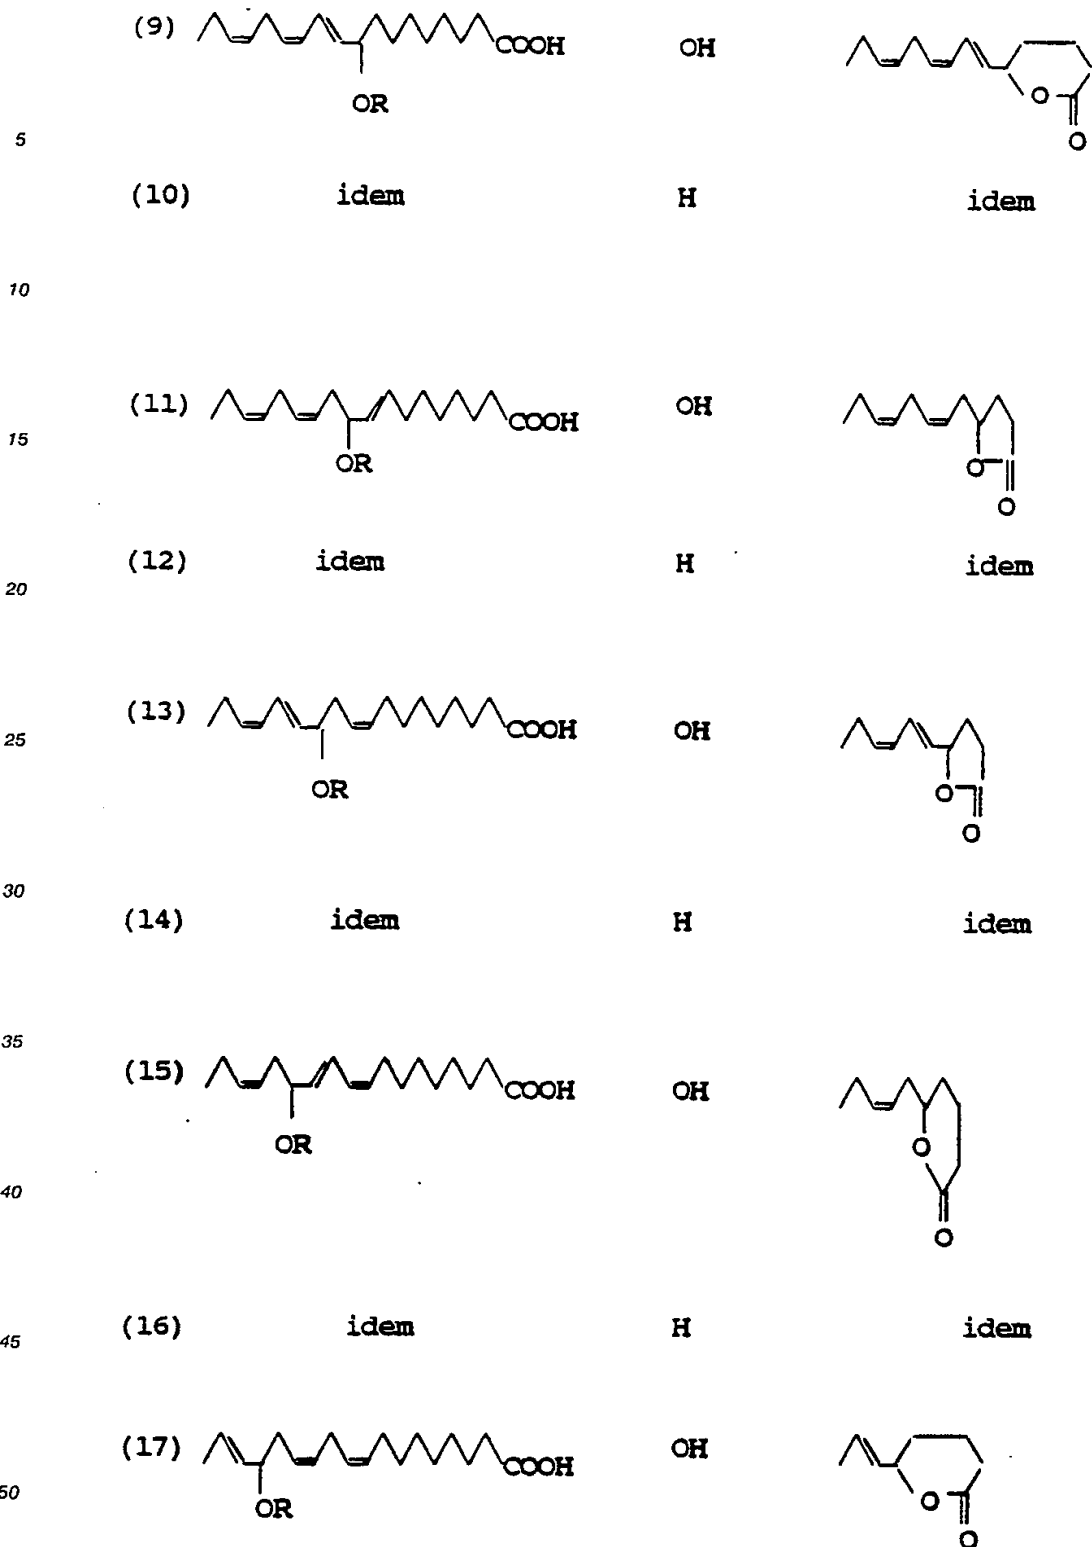 (9) COOH OH
OR O
5 O
(10) idem H idem
10
(11) COOH OH
15 OR O
O
(12) idem H idem
20
(13) COOH OH
25
OR O
O
30
(14) idem H idem
35
(15) COOH OH
OR O
40
O
45 (16) idem H idem
(17) COOH OH
50 OR O
O